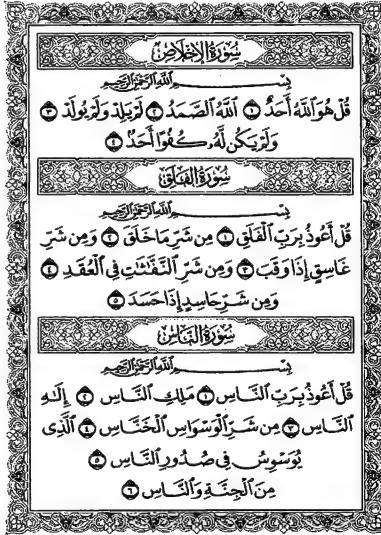 سُورَةُ الإِخْلَاصِ
بِسْمِ اللَّهِ الرَّحْمَٰنِ الرَّحِيمِ
قُلْ هُوَ اللَّهُ أَحَدٌ ١ اللَّهُ الصَّمَدُ ٢ لَمْ يَلِدْ وَلَمْ يُولَدْ ٣
وَلَمْ يَكُن لَّهُ كُفُوًا أَحَدٌ ٤
سُورَةُ الْفَلَقِ
بِسْمِ اللَّهِ الرَّحْمَٰنِ الرَّحِيمِ
قُلْ أَعُوذُ بِرَبِّ الْفَلَقِ ١ مِن شَرِّ مَا خَلَقَ ٢ وَمِن شَرِّ
غَاسِقٍ إِذَا وَقَبَ ٣ وَمِن شَرِّ النَّفَّٰثَٰتِ فِي الْعُقَدِ ٤
وَمِن شَرِّ حَاسِدٍ إِذَا حَسَدَ ٥
سُورَةُ النَّاسِ
بِسْمِ اللَّهِ الرَّحْمَٰنِ الرَّحِيمِ
قُلْ أَعُوذُ بِرَبِّ النَّاسِ ١ مَلِكِ النَّاسِ ٢ إِلَٰهِ
النَّاسِ ٣ مِن شَرِّ الْوَسْوَاسِ الْخَنَّاسِ ٤ الَّذِي
يُوَسْوِسُ فِي صُدُورِ النَّاسِ ٥
مِنَ الْجِنَّةِ وَالنَّاسِ ٦